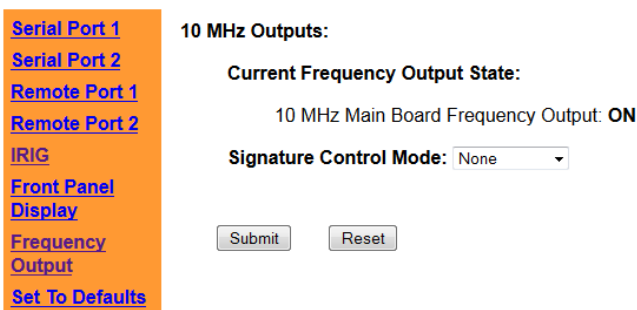 Serial Port 1
Serial Port 2
Remote Port 1
Remote Port 2
IRIG
Front Panel
Display
Frequency
Output
Set To Defaults
10 MHz Outputs:
Current Frequency Output State:
10 MHz Main Board Frequency Output: ON
Signature Control Mode: None
Submit Reset